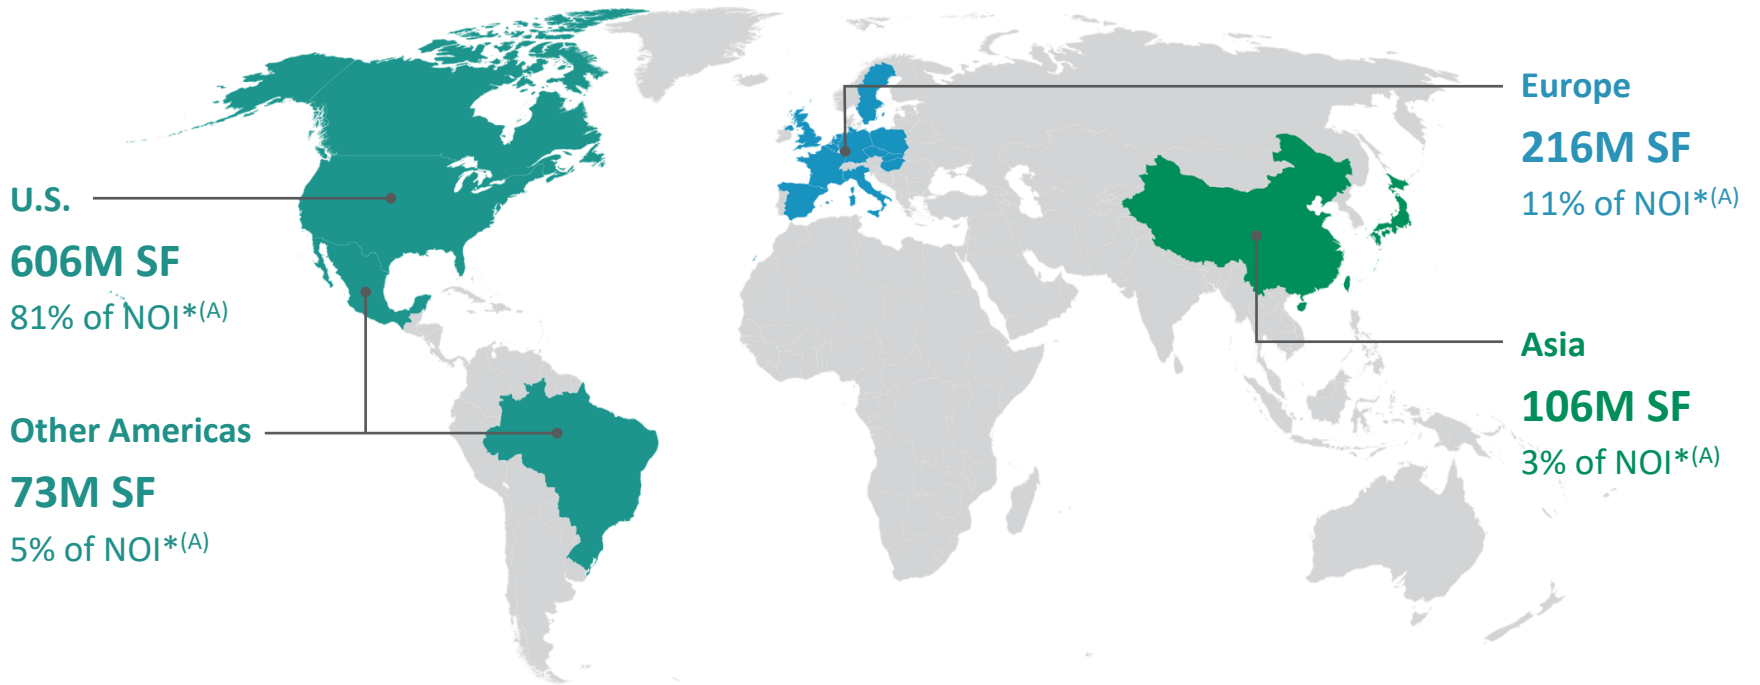 U.S.
606M SF
81% of NOI*(A)
Other Americas
73M SF
5% of NOI*(A)
Europe
216M SF
11% of NOI*(A)
Asia
106M SF
3% of NOI*(A)